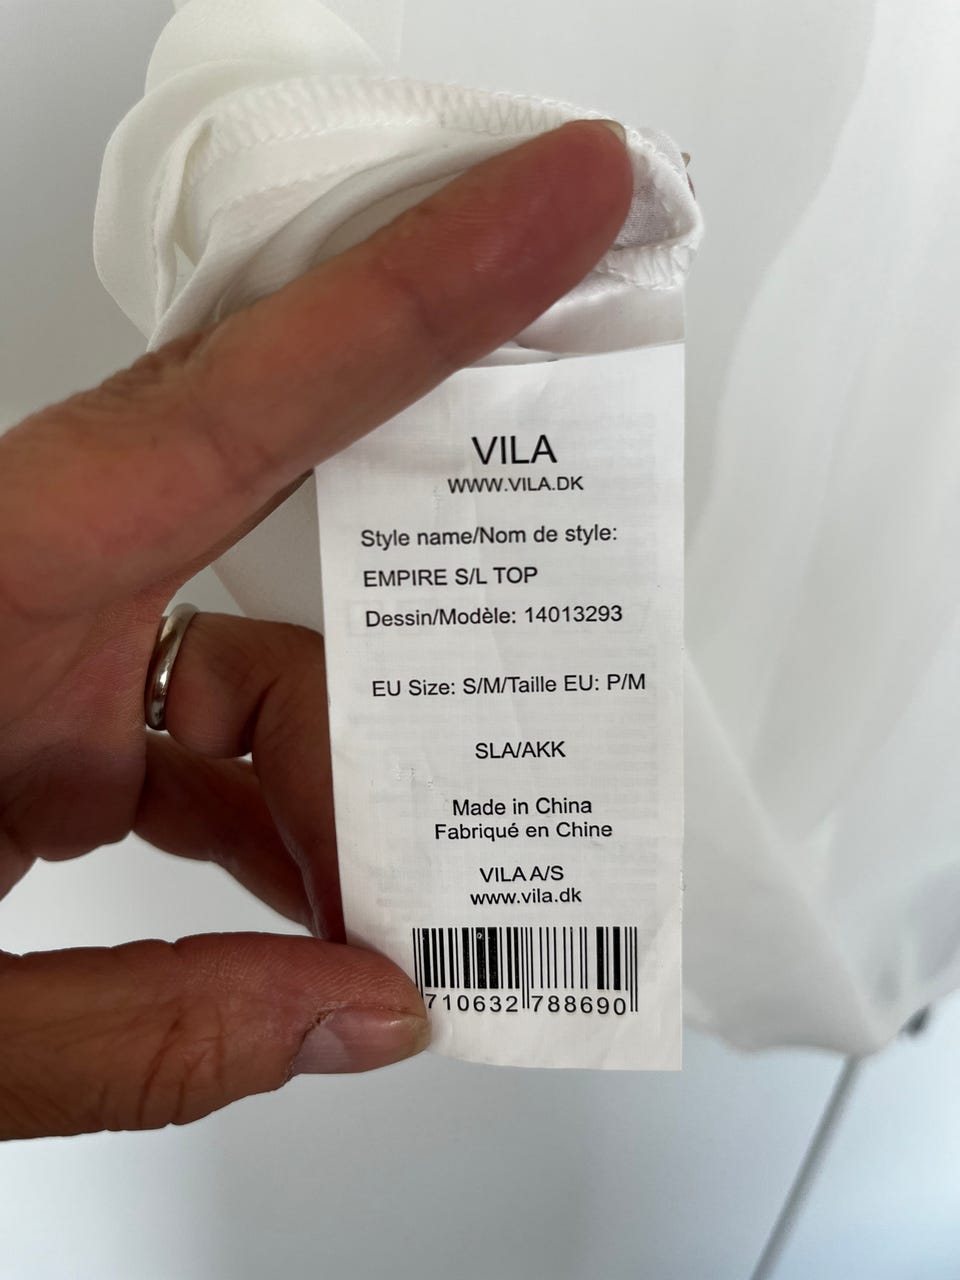 VILA
WWW.VILA.DK
Style name/Nom de style:
EMPIRE S/L TOP
Dessin/Modèle: 14013293
EU Size: S/M/Taille EU: P/M
SLA/AKK
Made in China
Fabriqué en Chine
VILA A/S
www.vila.dk
710632 788690